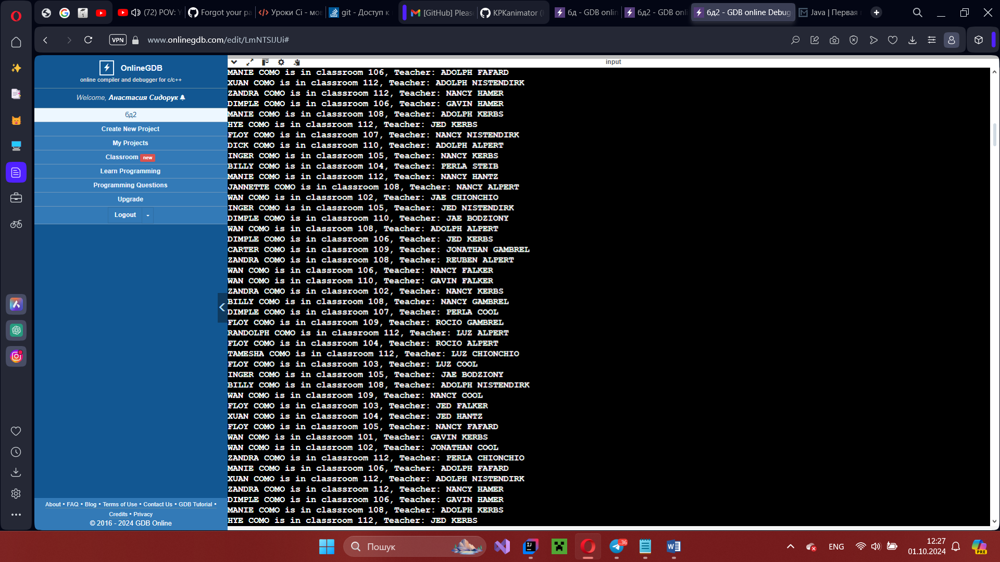 (72) POV: Y
Forgot your pa
Уроки Сі - мо
git - Доступ к
[GitHub] Pleas
KPKanimator (
бд - GDB onlin
бд2 - GDB onl
бд2 - GDB online Debug
Java | Первая
VPN
www.onlinegdb.com/edit/LmNTSlJUi#
OnlineGDB
online compiler and debugger for c/c++
Welcome, Анастасия Сидорук
бд2
Create New Project
My Projects
Classroom new
Learn Programming
Programming Questions
Upgrade
Logout
About • FAQ • Blog • Terms of Use • Contact Us • GDB Tutorial •
Credits • Privacy
© 2016 - 2024 GDB Online
input
MANIE COMO is in classroom 106, Teacher: ADOLPH FAFARD
XUAN COMO is in classroom 112, Teacher: ADOLPH NISTENDIRK
ZANDRA COMO is in classroom 112, Teacher: NANCY HAMER
DIMPLE COMO is in classroom 106, Teacher: GAVIN HAMER
MANIE COMO is in classroom 108, Teacher: ADOLPH KERBS
HYE COMO is in classroom 112, Teacher: JED KERBS
FLOY COMO is in classroom 107, Teacher: NANCY NISTENDIRK
DICK COMO is in classroom 110, Teacher: ADOLPH ALPERT
INGER COMO is in classroom 105, Teacher: NANCY KERBS
BILLY COMO is in classroom 104, Teacher: PERLA STEIB
MANIE COMO is in classroom 112, Teacher: NANCY HANTZ
JANNETTE COMO is in classroom 108, Teacher: NANCY ALPERT
WAN COMO is in classroom 102, Teacher: JAE CHIONCHIO
INGER COMO is in classroom 105, Teacher: JED NISTENDIRK
DIMPLE COMO is in classroom 110, Teacher: JAE BODZIONY
WAN COMO is in classroom 108, Teacher: ADOLPH ALPERT
DIMPLE COMO is in classroom 106, Teacher: JED KERBS
CARTER COMO is in classroom 109, Teacher: JONATHAN GAMBREL
ZANDRA COMO is in classroom 108, Teacher: REUBEN ALPERT
WAN COMO is in classroom 106, Teacher: NANCY FALKER
WAN COMO is in classroom 110, Teacher: GAVIN FALKER
ZANDRA COMO is in classroom 102, Teacher: NANCY KERBS
BILLY COMO is in classroom 108, Teacher: NANCY GAMBREL
DIMPLE COMO is in classroom 107, Teacher: PERLA COOL
FLOY COMO is in classroom 109, Teacher: ROCIO GAMBREL
RANDOLPH COMO is in classroom 112, Teacher: LUZ ALPERT
FLOY COMO is in classroom 104, Teacher: ROCIO ALPERT
TAMESHA COMO is in classroom 112, Teacher: LUZ CHIONCHIO
FLOY COMO is in classroom 103, Teacher: LUZ COOL
INGER COMO is in classroom 105, Teacher: JAE BODZIONY
BILLY COMO is in classroom 108, Teacher: ADOLPH NISTENDIRK
WAN COMO is in classroom 109, Teacher: NANCY COOL
FLOY COMO is in classroom 103, Teacher: JED FALKER
XUAN COMO is in classroom 104, Teacher: JED HANTZ
FLOY COMO is in classroom 105, Teacher: NANCY FAFARD
WAN COMO is in classroom 101, Teacher: GAVIN KERBS
WAN COMO is in classroom 102, Teacher: JONATHAN COOL
ZANDRA COMO is in classroom 112, Teacher: PERLA CHIONCHIO
MANIE COMO is in classroom 106, Teacher: ADOLPH FAFARD
XUAN COMO is in classroom 112, Teacher: ADOLPH NISTENDIRK
ZANDRA COMO is in classroom 112, Teacher: NANCY HAMER
DIMPLE COMO is in classroom 106, Teacher: GAVIN HAMER
MANIE COMO is in classroom 108, Teacher: ADOLPH KERBS
HYE COMO is in classroom 112, Teacher: JED KERBS
Пошук
36
ENG
12:27
01.10.2024
PRE